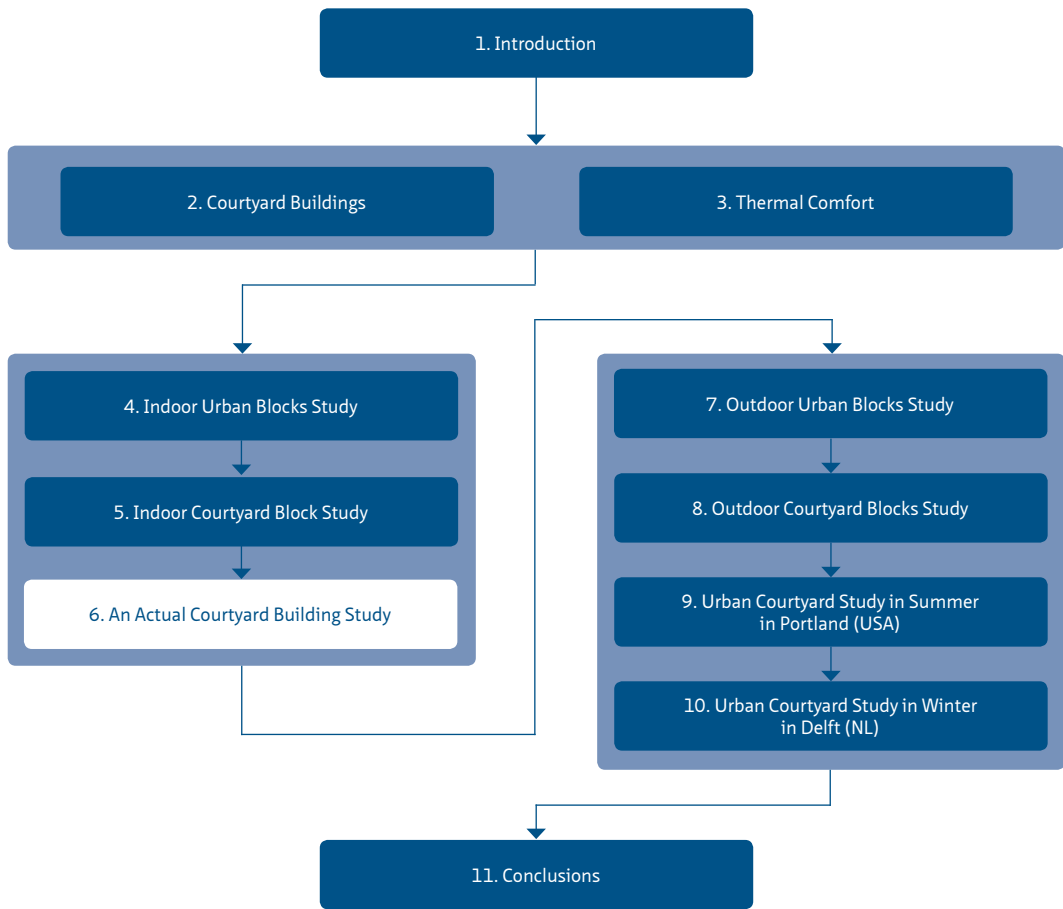 1. Introduction
2. Courtyard Buildings
3. Thermal Comfort
4. Indoor Urban Blocks Study
5. Indoor Courtyard Block Study
6. An Actual Courtyard Building Study
7. Outdoor Urban Blocks Study
8. Outdoor Courtyard Blocks Study
9. Urban Courtyard Study in Summer
in Portland (USA)
10. Urban Courtyard Study in Winter
in Delft (NL)
11. Conclusions